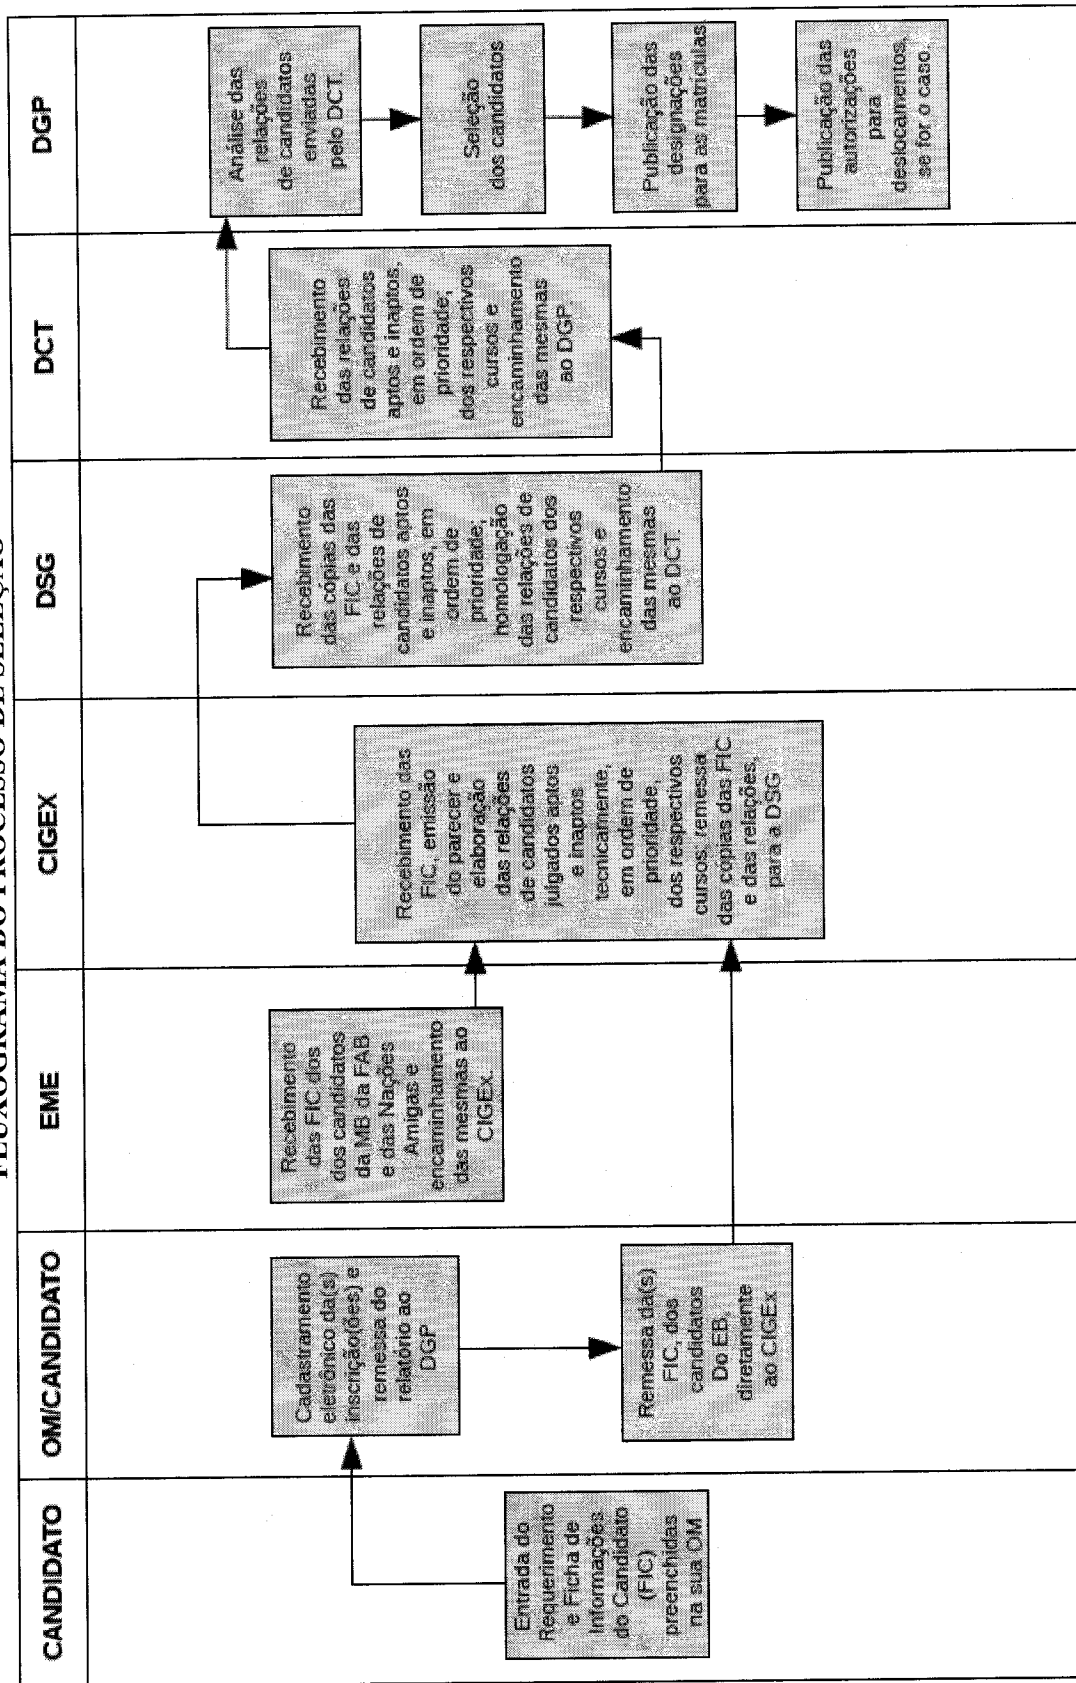 FLUXOGRAMA DO PROCESSO DE SELEÇÃO
CANDIDATO
OM/CANDIDATO
EME
CIGEX
DSG
DCT
DGP
Entrada do
Requerimento
e Ficha de
Informações
do Candidato
(FIC)
preenchidas
na sua OM
Cadastramento
eletrônico da(s)
inscrição(ões) e
remessa do
relatório ao
DGP
Remessa da(s)
FIC, dos
candidatos
Do EB,
diretamente
ao CIGEx
Recebimento
das FIC dos
dos candidatos
da MB da FAB
e das Nações
Amigas e
encaminhamento
das mesmas ao
CIGEx.
Recebimento das
FIC, emissão
do parecer e
elaboração
das relações
de candidatos
julgados aptos
e inaptos
tecnicamente,
em ordem de
prioridade,
dos respectivos
cursos; remessa
das cópias das FIC
e das relações,
para a DSG
Recebimento
das cópias das
FIC e das
relações de
candidatos aptos
e inaptos, em
ordem de
prioridade;
homologação
das relações de
candidatos dos
respectivos
cursos e
encaminhamento
das mesmas
ao DCT.
Recebimento
das relações
de candidatos
aptos e inaptos,
em ordem de
prioridade;
dos respectivos
cursos e
encaminhamento
das mesmas
ao DGP.
Análise das
relações
de candidatos
enviadas
pelo DCT.
Seleção
dos candidatos
Publicação das
designações
para as matrículas
Publicação das
autorizações
para
deslocamentos,
se for o caso.